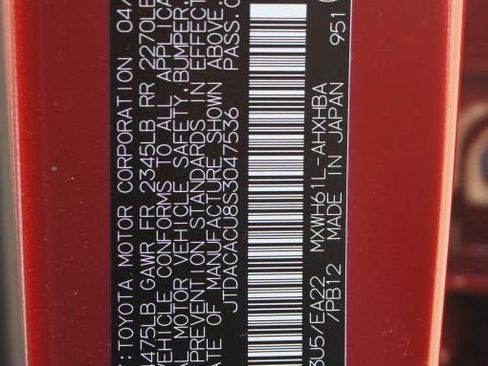 :TOYOTA MOTOR CORPORATION 04/
4475LB GAWR FR 2345LB RR 2270LB
VEHICLE CONFORMS TO ALL APPLICA
AL MOTOR VEHICLE SAFETY, BUMPER,
PREVENTION STANDARDS IN EFFECT
ATE OF MANUFACTURE SHOWN ABOVE.
JTDACACU8S3047536 PASS.C
3U5/EA22 MXWH61L-AHXHBA
/PB12 MADE IN JAPAN 951